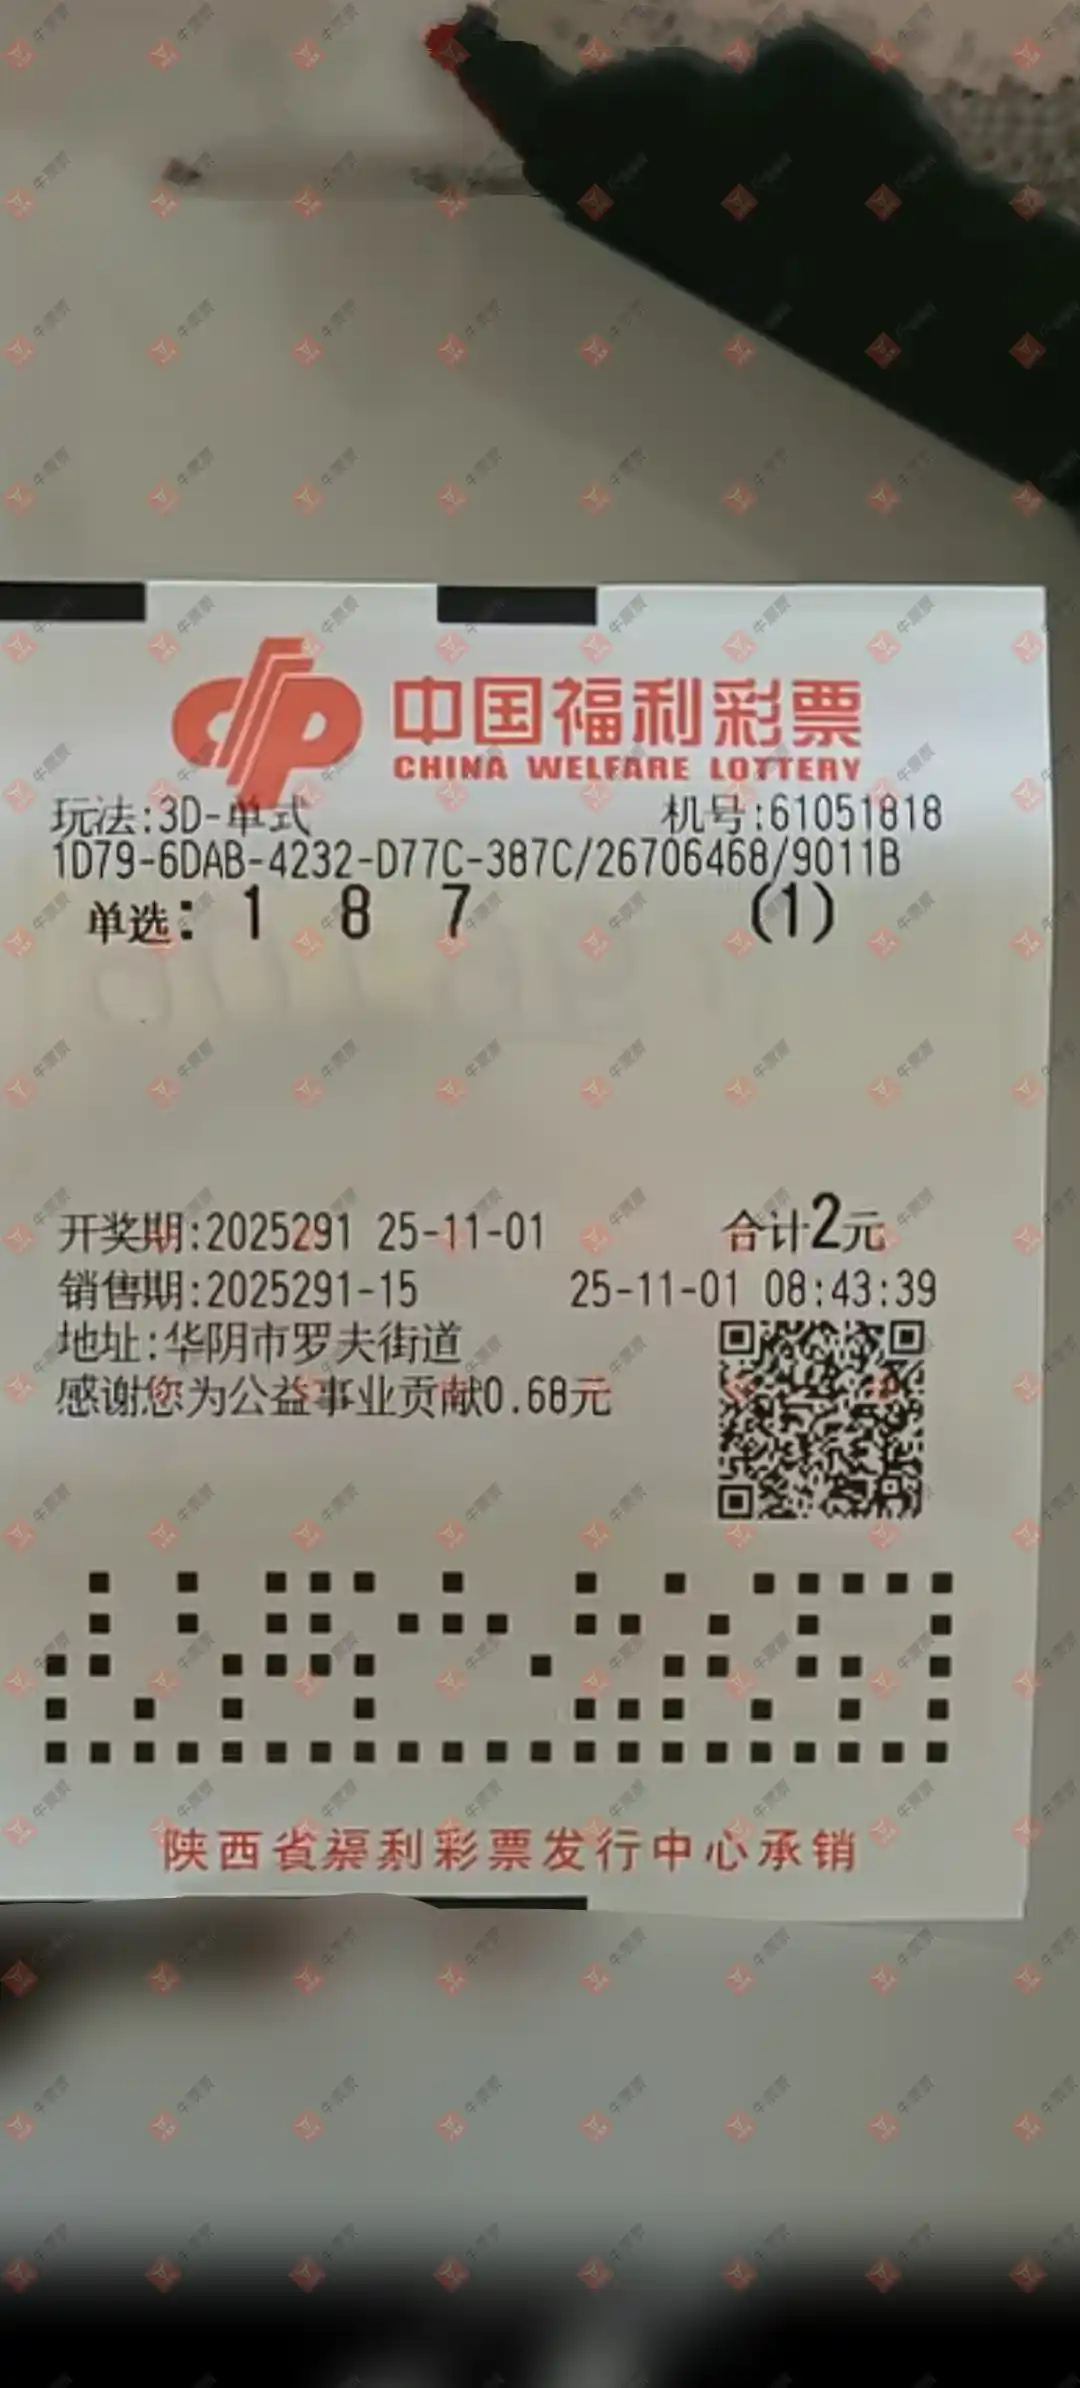 中国福利彩票
CHINA WELFARE LOTTERY
玩法:3D-单式 机号:61051818
1D79-6DAB-4232-D77C-387C/26706468/9011B
单选: 1 8 7 (1)
开奖期:2025291 25-11-01 合计2元
销售期:2025291-15 25-11-01 08:43:39
地址:华阴市罗夫街道
感谢您为公益事业贡献0.68元
陕西省福利彩票发行中心承销